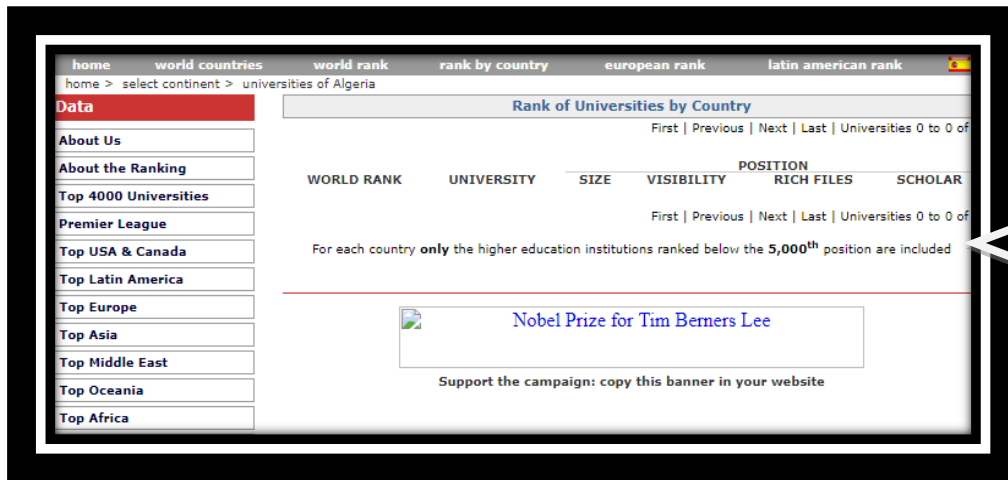 home world countries world rank rank by country european rank latin american rank
home > select continent > universities of Algeria
Data
About Us
About the Ranking
Top 4000 Universities
Premier League
Top USA & Canada
Top Latin America
Top Europe
Top Asia
Top Middle East
Top Oceania
Top Africa
Rank of Universities by Country
First | Previous | Next | Last | Universities 0 to 0 of
POSITION
WORLD RANK UNIVERSITY SIZE VISIBILITY RICH FILES SCHOLAR
First | Previous | Next | Last | Universities 0 to 0 of
For each country only the higher education institutions ranked below the 5,000th position are included
Nobel Prize for Tim Berners Lee
Support the campaign: copy this banner in your website